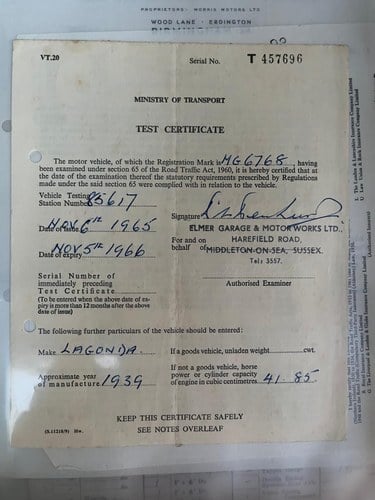 PROPRIETORS:- MORRIS MOTORS LTD
WOOD LANE - ERDINGTON
VT.20
Serial No. T 457696
MINISTRY OF TRANSPORT
TEST CERTIFICATE
The motor vehicle, of which the Registration Mark is MG6768, having
been examined under section 65 of the Road Traffic Act, 1960, it is hereby certified that at
the date of the examination thereof the statutory requirements prescribed by Regulations
made under the said section 65 were complied with in relation to the vehicle.
Vehicle Testing
Station Number 85617
Signature
Date of issue NOV 6th 1965
ELMER GARAGE & MOTOR WORKS LTD.,
For and on HAREFIELD ROAD,
Date of expiry NOV 5th 1966
behalf of MIDDLETON-ON-SEA, SUSSEX.
Tel: 3557.
Serial Number of
immediately preceding
Test Certificate
Authorised Examiner
(To be entered when the above date of ex-
piry is more than 12 months after the above
date of issue)
The following further particulars of the vehicle should be entered:
Make LAGONDA
If a goods vehicle, unladen weight cwt.
Approximate year
of manufacture 1939
If not a goods vehicle, horse
power or cylinder capacity
of engine in cubic centimetres 41.85
KEEP THIS CERTIFICATE SAFELY
SEE NOTES OVERLEAF